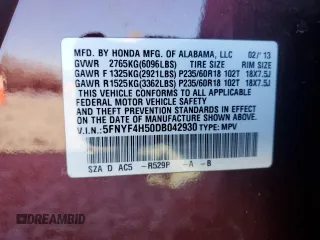 MFD. BY HONDA MFG. OF ALABAMA, LLC 02/'13
GVWR 2765KG(6096LBS) TIRE SIZE RIM SIZE
GAWR F 1325KG(2921LBS) P235/60R18 102T 18X7.5J
GAWR R 1525KG(3362LBS) P235/60R18 102T 18X7.5J
THIS VEHICLE CONFORMS TO ALL APPLICABLE
FEDERAL MOTOR VEHICLE SAFETY
STANDARDS IN EFFECT ON THE DATE OF
MANUFACTURE SHOWN ABOVE.
V.I.N.: 5FNYF4H50DB042930 TYPE: MPV
SZA D AC5 -R529P -A -B
DREAMBID